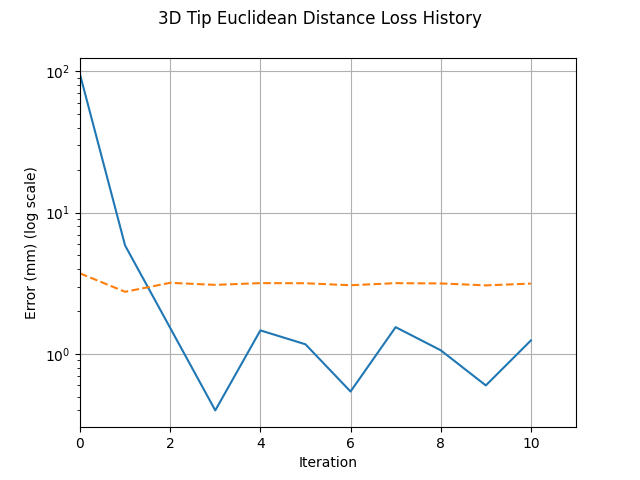 3D Tip Euclidean Distance Loss History
Error (mm) (log scale)
10²
10¹
10⁰
0 2 4 6 8 10
Iteration